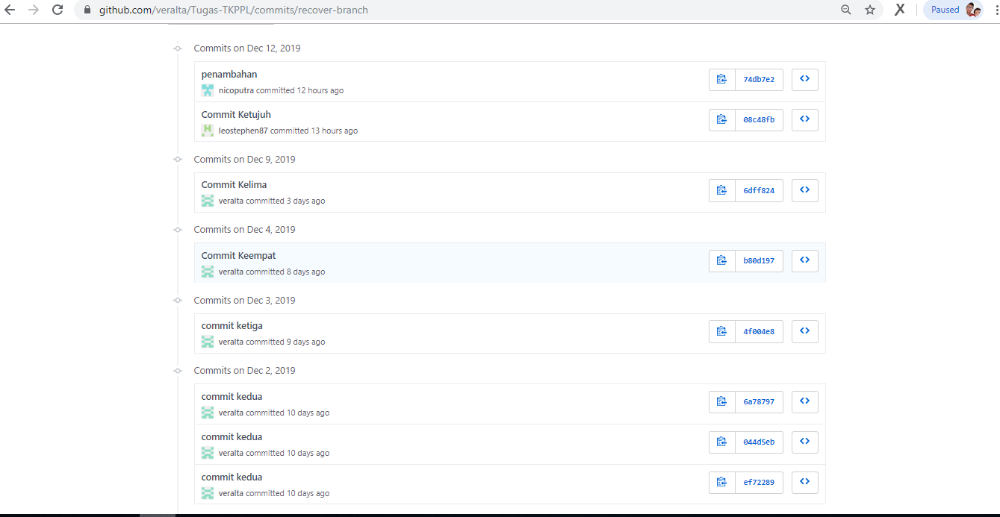 github.com/veralta/Tugas-TKPPL/commits/recover-branch
X
Paused
Commits on Dec 12, 2019
penambahan
74db7e2
nicoputra committed 12 hours ago
Commit Ketujuh
08c48fb
leostephen87 committed 13 hours ago
Commits on Dec 9, 2019
Commit Kelima
6dff824
veralta committed 3 days ago
Commits on Dec 4, 2019
Commit Keempat
b80d197
veralta committed 8 days ago
Commits on Dec 3, 2019
commit ketiga
4f004e8
veralta committed 9 days ago
Commits on Dec 2, 2019
commit kedua
6a78797
veralta committed 10 days ago
commit kedua
044d5eb
veralta committed 10 days ago
commit kedua
ef72289
veralta committed 10 days ago